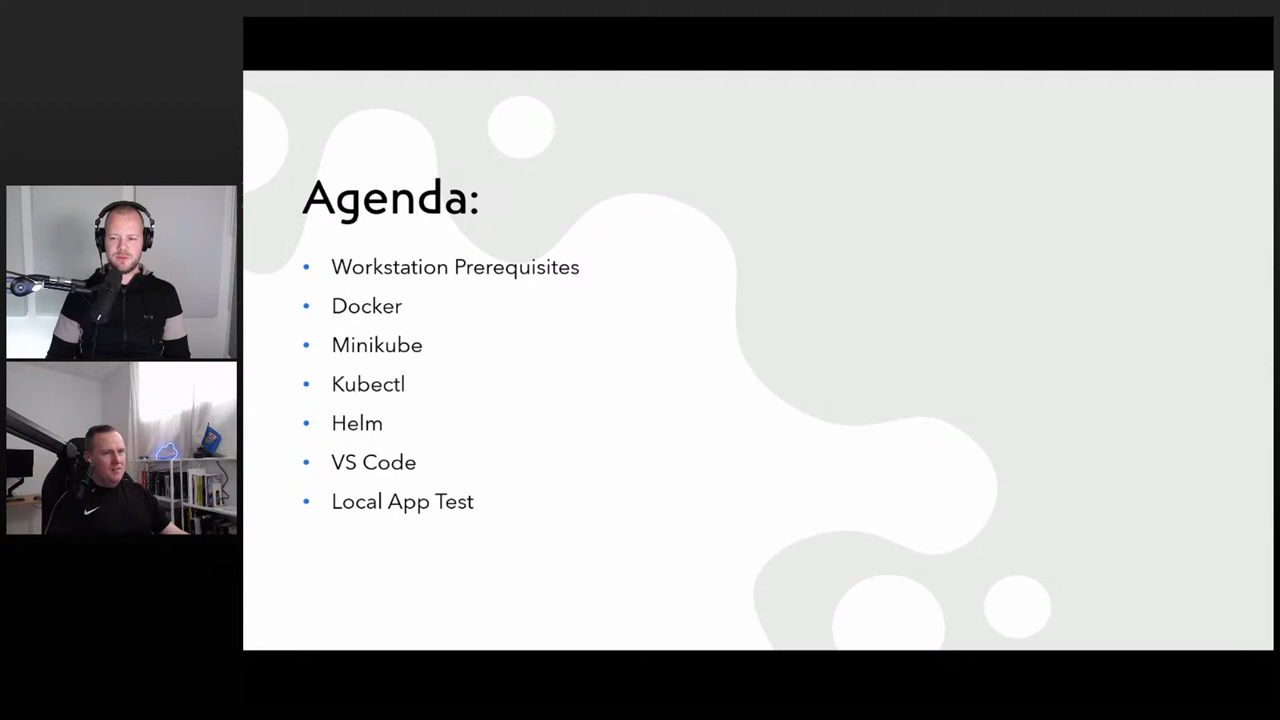 Agenda:
• Workstation Prerequisites
• Docker
• Minikube
• Kubectl
• Helm
• VS Code
• Local App Test